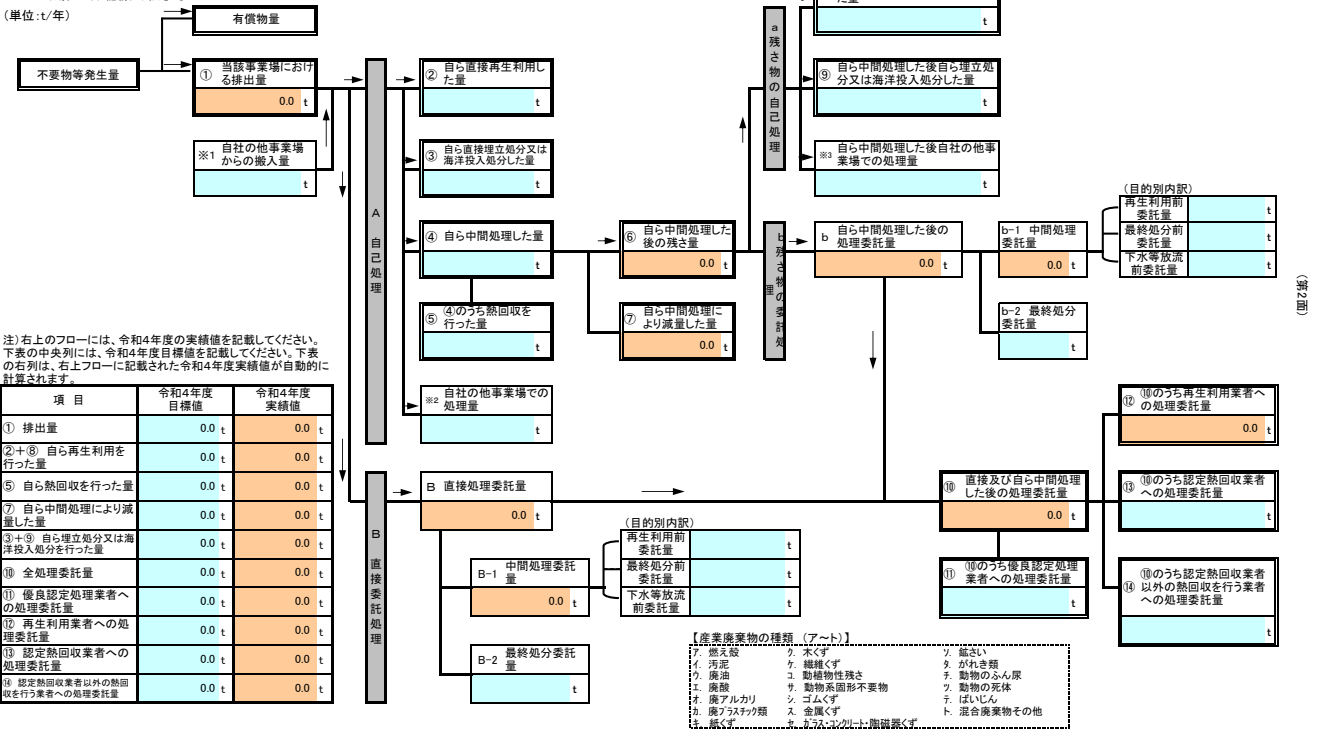 (単位:t/年)
有償物量
不要物等発生量
① 当該事業場におけ
る排出量
0.0 t
※1 自社の他事業場
からの搬入量
t
A 自己処理
② 自ら直接再生利用し
た量
t
③ 自ら直接埋立処分又は
海洋投入処分した量
t
④ 自ら中間処理した量
t
⑤ ④のうち熱回収を
行った量
t
※2 自社の他事業場での
処理量
t
⑥ 自ら中間処理した
後の残さ量
0.0 t
⑦ 自ら中間処理に
より減量した量
0.0 t
a 残さ物の自己処理
た量
t
⑨ 自ら中間処理した後自ら埋立処
分又は海洋投入処分した量
t
※3 自ら中間処理した後自社の他事
業場での処理量
t
b 残さ物の委託処理
b 自ら中間処理した後の
処理委託量
0.0 t
b-1 中間処理
委託量
0.0 t
b-2 最終処分
委託量
t
(目的別内訳)
再生利用前
委託量
t
最終処分前
委託量
t
下水等放流
前委託量
t
(第2面)
注)右上のフローには、令和4年度の実績値を記載してください。
下表の中央列には、令和4年度目標値を記載してください。下表
の右列は、右上フローに記載された令和4年度実績値が自動的に
計算されます。
項 目 令和4年度 目標値 令和4年度 実績値
① 排出量 0.0 t 0.0 t
②+⑧ 自ら再生利用を
行った量 0.0 t 0.0 t
⑤ 自ら熱回収を行った量 0.0 t 0.0 t
⑦ 自ら中間処理により減
量した量 0.0 t 0.0 t
③+⑨ 自ら埋立処分又は海
洋投入処分を行った量 0.0 t 0.0 t
⑩ 全処理委託量 0.0 t 0.0 t
⑪ 優良認定処理業者へ
の処理委託量 0.0 t 0.0 t
⑫ 再生利用業者への処
理委託量 0.0 t 0.0 t
⑬ 認定熱回収業者への
処理委託量 0.0 t 0.0 t
⑭ 認定熱回収業者以外の熱回
収を行う業者への処理委託量 0.0 t 0.0 t
B 直接委託処理
B 直接処理委託量
0.0 t
B-1 中間処理委託
量
0.0 t
B-2 最終処分委託
量
t
(目的別内訳)
再生利用前
委託量
t
最終処分前
委託量
t
下水等放流
前委託量
t
⑩ 直接及び自ら中間処理
した後の処理委託量
0.0 t
⑪ ⑩のうち優良認定処理
業者への処理委託量
t
⑫ ⑩のうち再生利用業者へ
の処理委託量
0.0 t
⑬ ⑩のうち認定熱回収業者
への処理委託量
t
⑭ ⑩のうち認定熱回収業者
以外の熱回収を行う業者
への処理委託量
t
【産業廃棄物の種類 (ア~ト)】
ア. 燃え殻 ク. 木くず ソ. 鉱さい
イ. 汚泥 ケ. 繊維くず タ. がれき類
ウ. 廃油 コ. 動植物性残さ チ. 動物のふん尿
エ. 廃酸 サ. 動物系固形不要物 ツ. 動物の死体
オ. 廃アルカリ シ. ゴムくず テ. ばいじん
カ. 廃プラスチック類 ス. 金属くず ト. 混合廃棄物その他
キ. 紙くず セ. ガラス・コンクリート・陶磁器くず